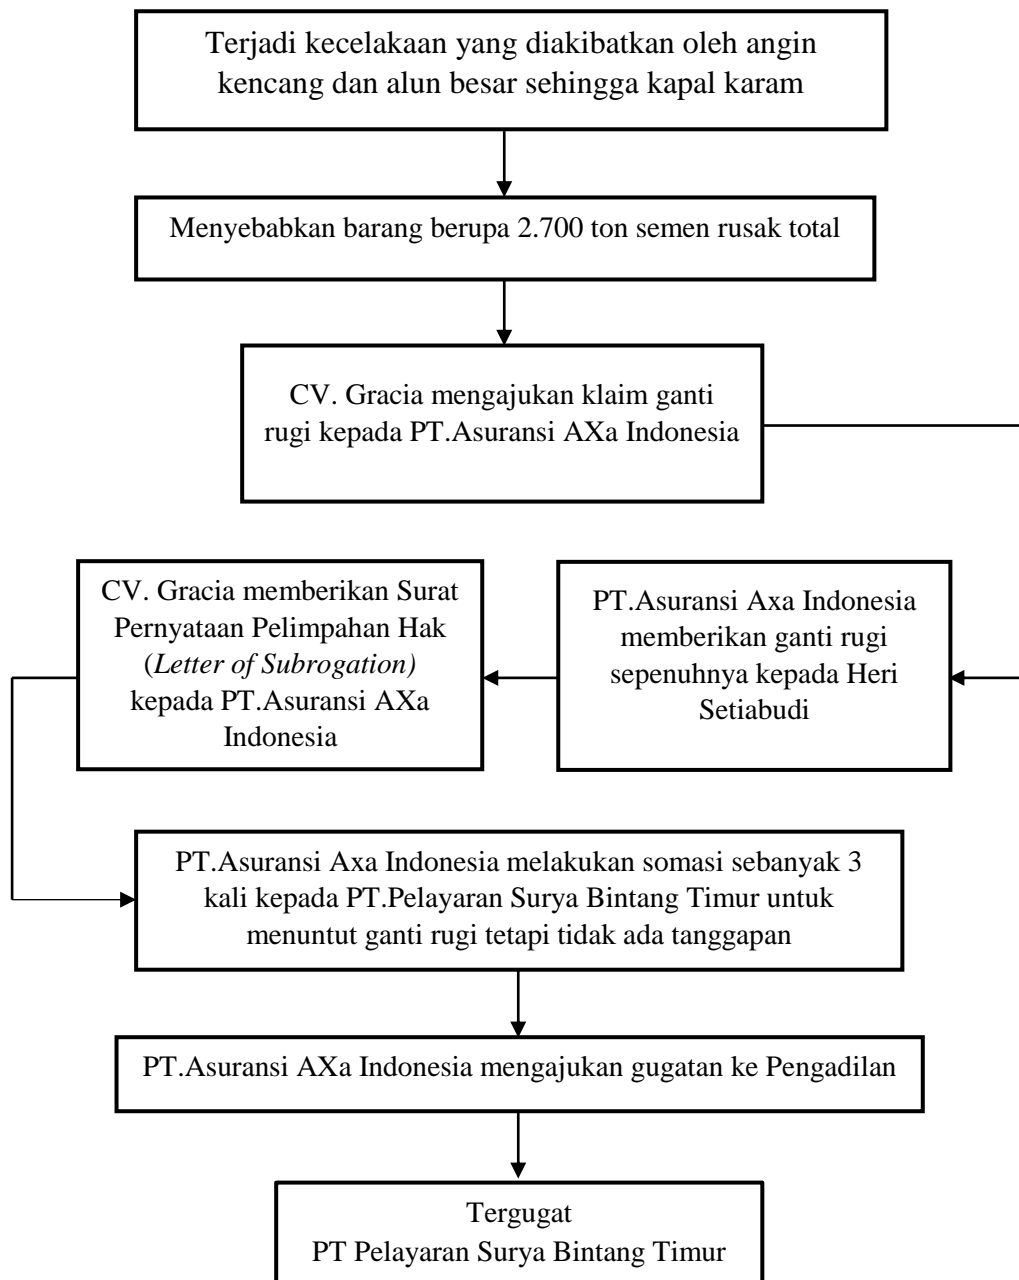 Terjadi kecelakaan yang diakibatkan oleh angin
kencang dan alun besar sehingga kapal karam
Menyebabkan barang berupa 2.700 ton semen rusak total
CV. Gracia mengajukan klaim ganti
rugi kepada PT.Asuransi AXa Indonesia
PT.Asuransi Axa Indonesia
memberikan ganti rugi
sepenuhnya kepada Heri
Setiabudi
CV. Gracia memberikan Surat
Pernyataan Pelimpahan Hak
(Letter of Subrogation)
kepada PT.Asuransi AXa
Indonesia
PT.Asuransi Axa Indonesia melakukan somasi sebanyak 3
kali kepada PT.Pelayaran Surya Bintang Timur untuk
menuntut ganti rugi tetapi tidak ada tanggapan
PT.Asuransi AXa Indonesia mengajukan gugatan ke Pengadilan
Tergugat
PT Pelayaran Surya Bintang Timur